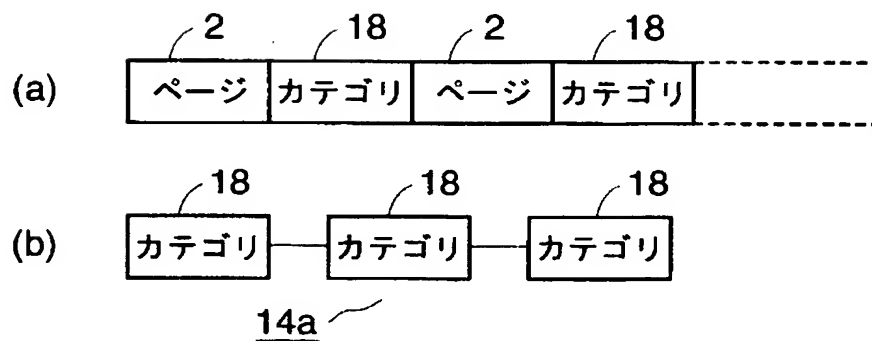 2 18 2 18
(a) ページ カテゴリ ページ カテゴリ
18 18 18
(b) カテゴリ カテゴリ カテゴリ
14a